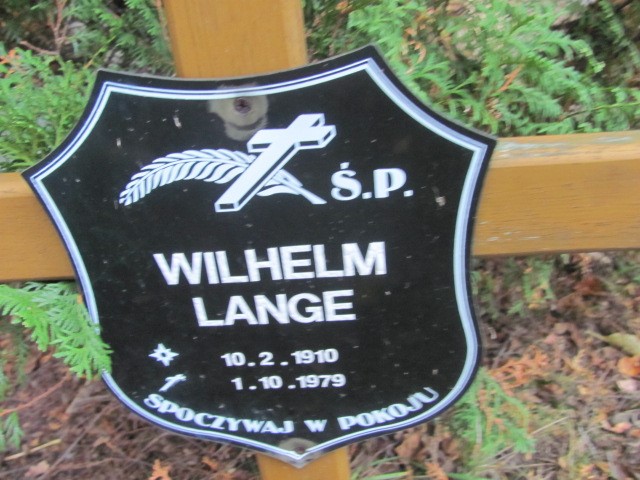 Ś.P.
WILHELM
LANGE
10.2.1910
1.10.1979
SPOCZYWAJ W POKOJU